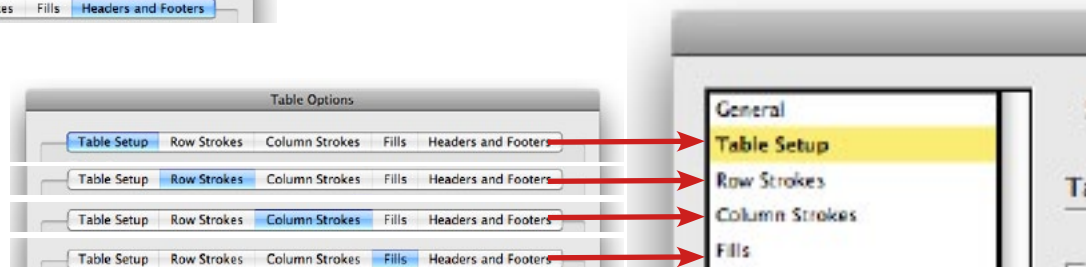 Fills Headers and Footers
Table Options
Table Setup Row Strokes Column Strokes Fills Headers and Footers
Table Setup Row Strokes Column Strokes Fills Headers and Footers
Table Setup Row Strokes Column Strokes Fills Headers and Footers
Table Setup Row Strokes Column Strokes Fills Headers and Footers
General
Table Setup
Row Strokes
Column Strokes
Fills